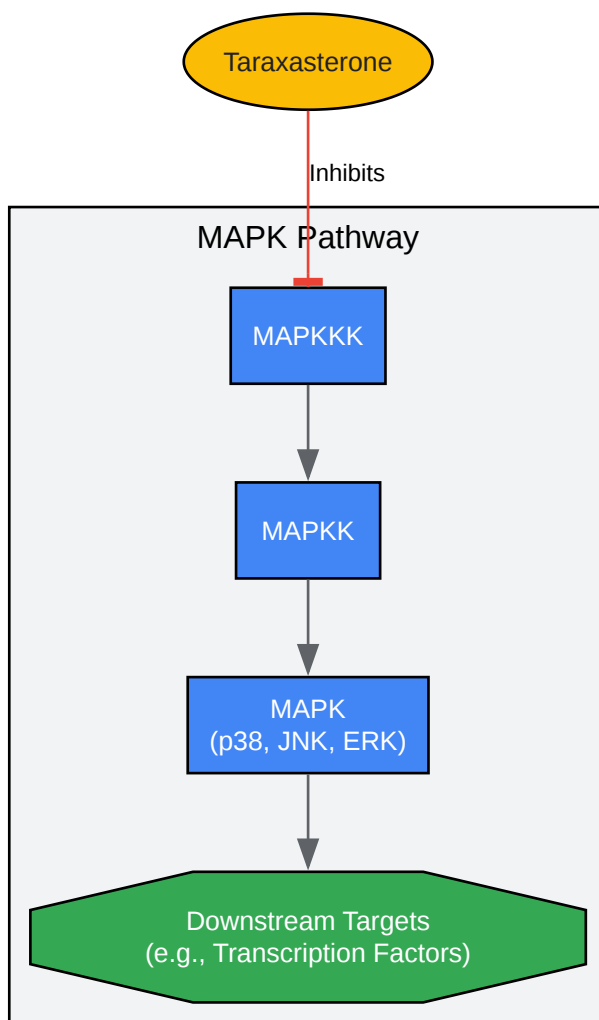 Taraxasterone
Inhibits
MAPK Pathway
MAPKKK
MAPKK
MAPK
(p38, JNK, ERK)
Downstream Targets
(e.g., Transcription Factors)